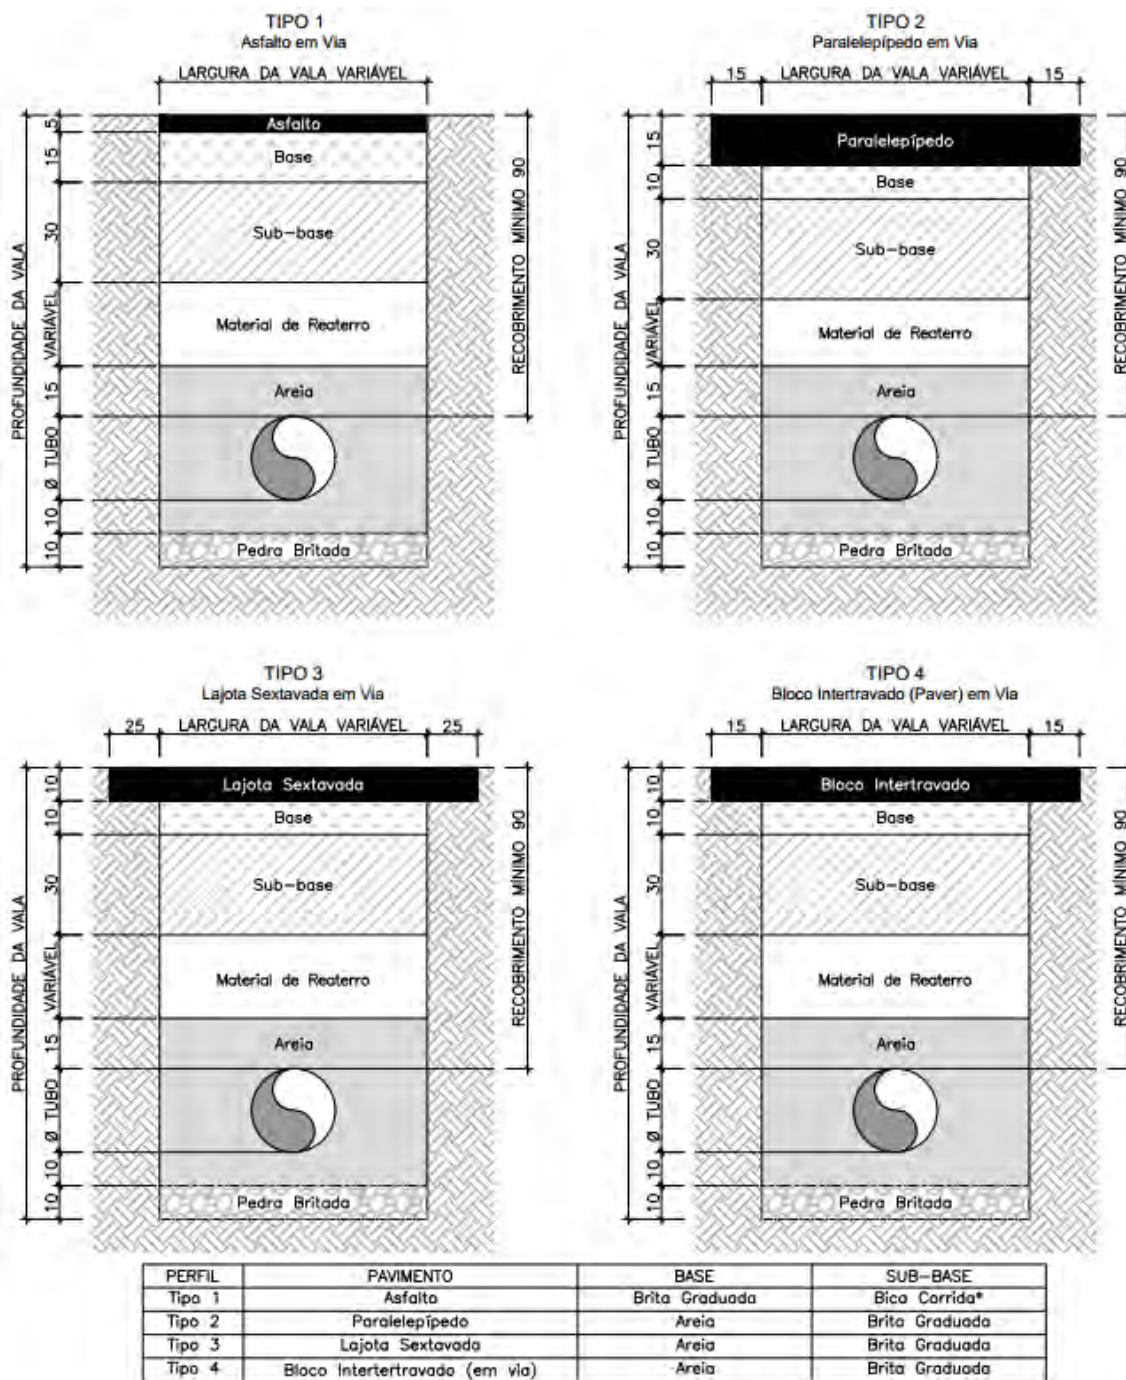 TIPO 1
Asfalto em Via
LARGURA DA VALA VARIÁVEL
Asfalto
Base
Sub-base
Material de Reaterro
Areia
Pedra Britada
PROFUNDIDADE DA VALA
5
15
30
VARIÁVEL
15
Ø TUBO
10
10
RECOBRIMENTO MÍNIMO 90
TIPO 2
Paralelepípedo em Via
15 LARGURA DA VALA VARIÁVEL 15
Paralelepípedo
Base
Sub-base
Material de Reaterro
Areia
Pedra Britada
PROFUNDIDADE DA VALA
15
10
30
VARIÁVEL
15
Ø TUBO
10
10
RECOBRIMENTO MÍNIMO 90
TIPO 3
Lajota Sextavada em Via
25 LARGURA DA VALA VARIÁVEL 25
Lajota Sextavada
Base
Sub-base
Material de Reaterro
Areia
Pedra Britada
PROFUNDIDADE DA VALA
10
10
30
VARIÁVEL
15
Ø TUBO
10
10
RECOBRIMENTO MÍNIMO 90
TIPO 4
Bloco Intertravado (Paver) em Via
15 LARGURA DA VALA VARIÁVEL 15
Bloco Intertravado
Base
Sub-base
Material de Reaterro
Areia
Pedra Britada
PROFUNDIDADE DA VALA
10
10
30
VARIÁVEL
15
Ø TUBO
10
10
RECOBRIMENTO MÍNIMO 90
PERFIL PAVIMENTO BASE SUB-BASE
Tipo 1 Asfalto Brita Graduada Bica Corrida*
Tipo 2 Paralelepípedo Areia Brita Graduada
Tipo 3 Lajota Sextavada Areia Brita Graduada
Tipo 4 Bloco Intertertravado (em via) Areia Brita Graduada